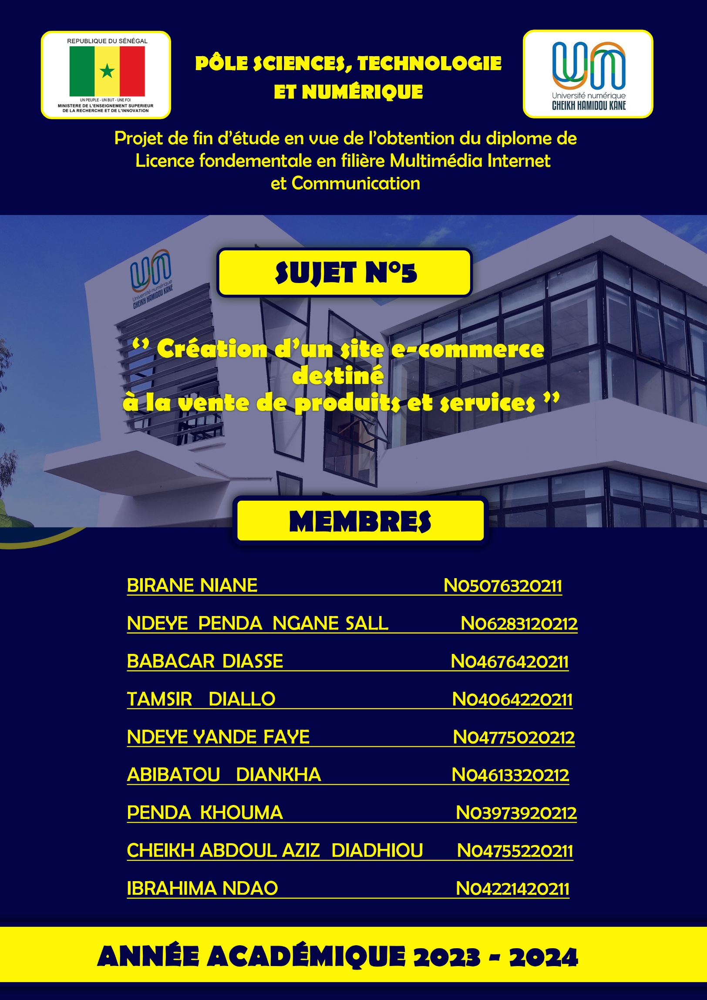 REPUBLIQUE DU SÉNÉGAL
UN PEUPLE - UN BUT - UNE FOI
MINISTERE DE L'ENSEIGNEMENT SUPERIEUR
DE LA RECHERCHE ET DE L'INNOVATION
PÔLE SCIENCES, TECHNOLOGIE
ET NUMÉRIQUE
un
Université numérique
CHEIKH HAMIDOU KANE
Projet de fin d'étude en vue de l'obtention du diplome de
Licence fondementale en filière Multimédia Internet
et Communication
un
Université numérique
CHEIKH HAMIDOU KANE
SUJET N°5
‘’ Création d’un site e-commerce
destiné
à la vente de produits et services ’’
MEMBRES
BIRANE NIANE N05076320211
NDEYE PENDA NGANE SALL N06283120212
BABACAR DIASSE N04676420211
TAMSIR DIALLO N04064220211
NDEYE YANDE FAYE N04775020212
ABIBATOU DIANKHA N04613320212
PENDA KHOUMA N03973920212
CHEIKH ABDOUL AZIZ DIADHIOU N04755220211
IBRAHIMA NDAO N04221420211
ANNÉE ACADÉMIQUE 2023 - 2024